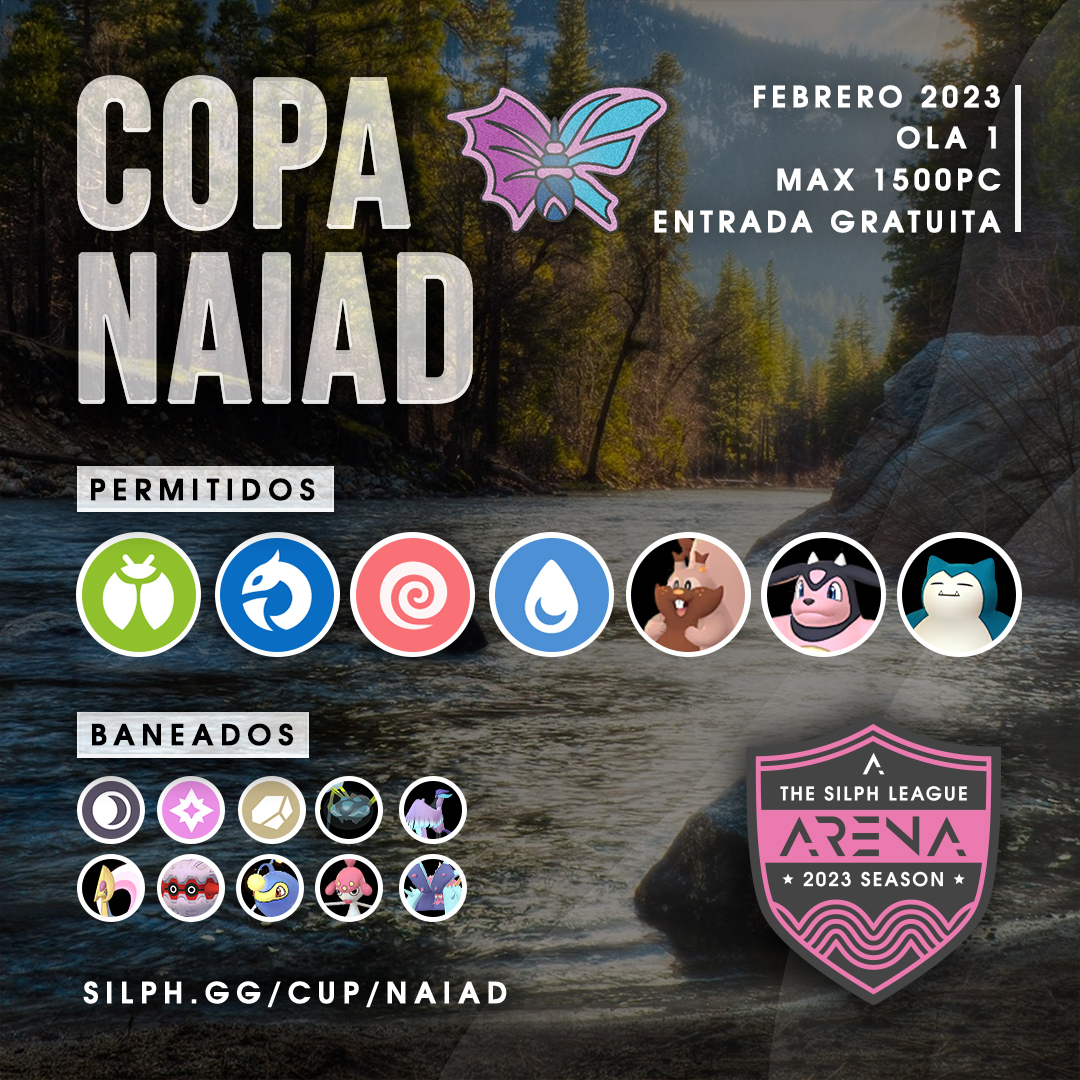 COPA
NAIAD
FEBRERO 2023
OLA 1
MAX 1500PC
ENTRADA GRATUITA
PERMITIDOS
BANEADOS
THE SILPH LEAGUE
ARENA
★ 2023 SEASON ★
SILPH.GG/CUP/NAIAD